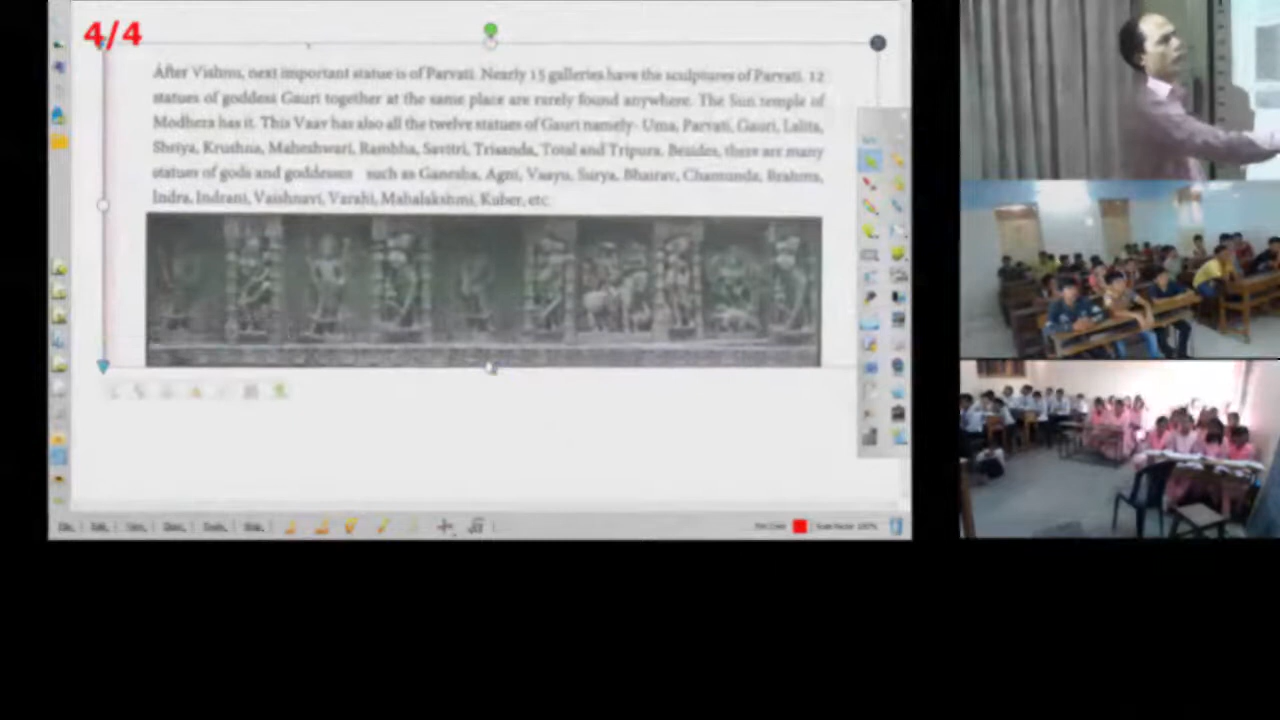 4/4
After Vishnu, next important statue is of Parvati. Nearly 15 galleries have the sculptures of Parvati. 12
statues of goddess Gauri together at the same place are rarely found anywhere. The Sun temple of
Modhera has it. This Vaav has also all the twelve statues of Gauri namely- Uma, Parvati, Gauri, Lalita,
Shriya, Krushna, Maheshwari, Rambha, Savitri, Trisanda, Total and Tripura. Besides, there are many
statues of gods and goddesses such as Ganesha, Agni, Vaayu, Surya, Bhairav, Chamunda, Brahma,
Indra, Indrani, Vaishnavi, Varahi, Mahalakshmi, Kuber, etc